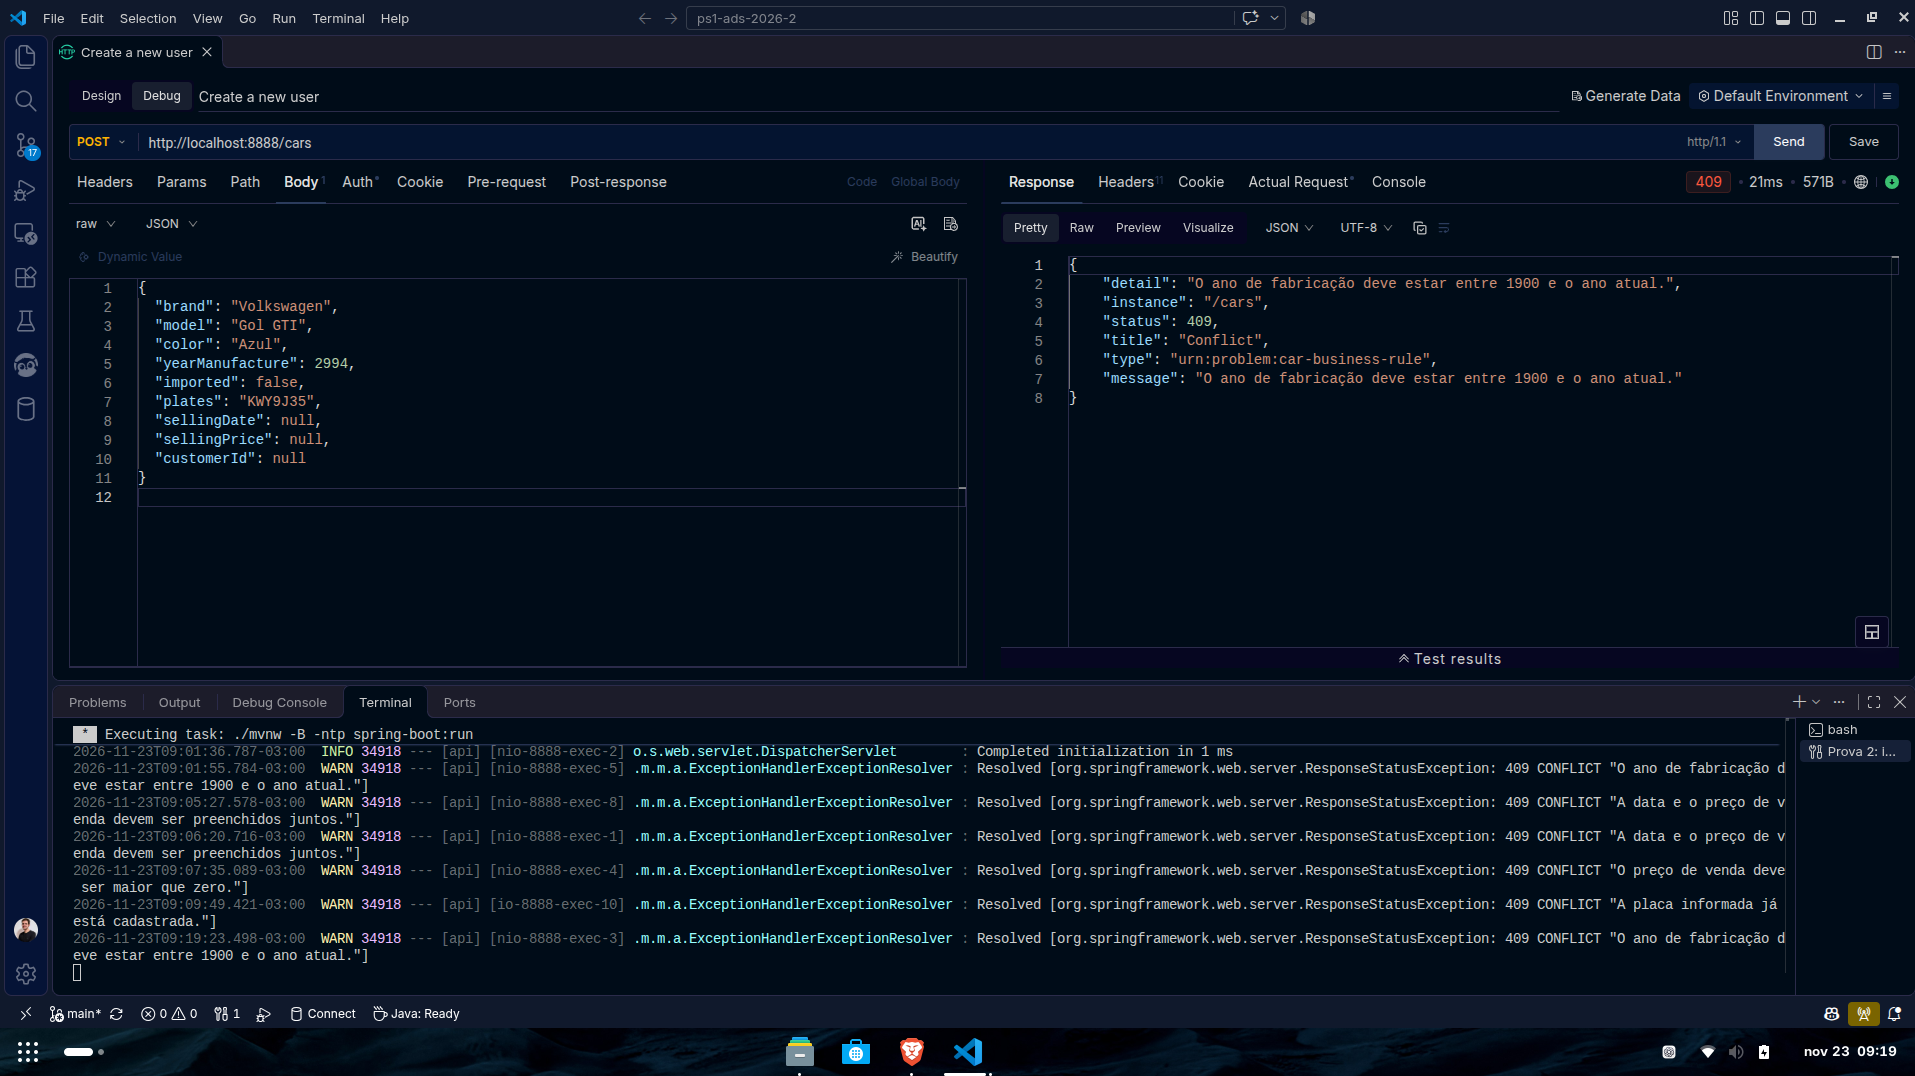 File Edit Selection View Go Run Terminal Help
ps1-ads-2026-2
HTTP Create a new user
Design Debug Create a new user
Generate Data Default Environment
POST http://localhost:8888/cars http/1.1 Send Save
Headers Params Path Body 1 Auth Cookie Pre-request Post-response Code Global Body
raw JSON
Dynamic Value Beautify
1 {
2 "brand": "Volkswagen",
3 "model": "Gol GTI",
4 "color": "Azul",
5 "yearManufacture": 2994,
6 "imported": false,
7 "plates": "KWY9J35",
8 "sellingDate": null,
9 "sellingPrice": null,
10 "customerId": null
11 }
12
Response Headers 11 Cookie Actual Request Console 409 21ms 571B
Pretty Raw Preview Visualize JSON UTF-8
1 {
2 "detail": "O ano de fabricação deve estar entre 1900 e o ano atual.",
3 "instance": "/cars",
4 "status": 409,
5 "title": "Conflict",
6 "type": "urn:problem:car-business-rule",
7 "message": "O ano de fabricação deve estar entre 1900 e o ano atual."
8 }
Test results
17
Problems Output Debug Console Terminal Ports
* Executing task: ./mvnw -B -ntp spring-boot:run
2026-11-23T09:01:36.787-03:00 INFO 34918 --- [api] [nio-8888-exec-2] o.s.web.servlet.DispatcherServlet : Completed initialization in 1 ms
2026-11-23T09:01:55.784-03:00 WARN 34918 --- [api] [nio-8888-exec-5] .m.m.a.ExceptionHandlerExceptionResolver : Resolved [org.springframework.web.server.ResponseStatusException: 409 CONFLICT "O ano de fabricação d
eve estar entre 1900 e o ano atual."]
2026-11-23T09:05:27.578-03:00 WARN 34918 --- [api] [nio-8888-exec-8] .m.m.a.ExceptionHandlerExceptionResolver : Resolved [org.springframework.web.server.ResponseStatusException: 409 CONFLICT "A data e o preço de v
enda devem ser preenchidos juntos."]
2026-11-23T09:06:20.716-03:00 WARN 34918 --- [api] [nio-8888-exec-1] .m.m.a.ExceptionHandlerExceptionResolver : Resolved [org.springframework.web.server.ResponseStatusException: 409 CONFLICT "A data e o preço de v
enda devem ser preenchidos juntos."]
2026-11-23T09:07:35.089-03:00 WARN 34918 --- [api] [nio-8888-exec-4] .m.m.a.ExceptionHandlerExceptionResolver : Resolved [org.springframework.web.server.ResponseStatusException: 409 CONFLICT "O preço de venda deve
ser maior que zero."]
2026-11-23T09:09:49.421-03:00 WARN 34918 --- [api] [io-8888-exec-10] .m.m.a.ExceptionHandlerExceptionResolver : Resolved [org.springframework.web.server.ResponseStatusException: 409 CONFLICT "A placa informada já
está cadastrada."]
2026-11-23T09:19:23.498-03:00 WARN 34918 --- [api] [nio-8888-exec-3] .m.m.a.ExceptionHandlerExceptionResolver : Resolved [org.springframework.web.server.ResponseStatusException: 409 CONFLICT "O ano de fabricação d
eve estar entre 1900 e o ano atual."]
bash
Prova 2: i...
main* 0 0 1 Connect Java: Ready
nov 23 09:19